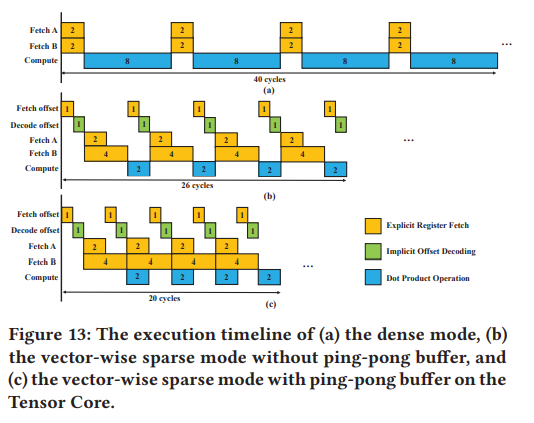 Fetch A 2 2 2 2
Fetch B 2 2 2 2 ...
Compute 8 8 8 8
40 cycles
(a)
Fetch offset 1 1 1 1 1
Decode offset 1 1 1 1 1
Fetch A 2 2 2 2 ...
Fetch B 4 4 4 4
Compute 2 2 2 2
26 cycles
(b)
Fetch offset 1 1 1 1 1
Decode offset 1 1 1 1 1
Fetch A 2 2 2 2
Fetch B 4 4 4 4
Compute 2 2 2 2 ...
20 cycles
(c)
Explicit Register Fetch
Implicit Offset Decoding
Dot Product Operation
Figure 13: The execution timeline of (a) the dense mode, (b)
the vector-wise sparse mode without ping-pong buffer, and
(c) the vector-wise sparse mode with ping-pong buffer on the
Tensor Core.